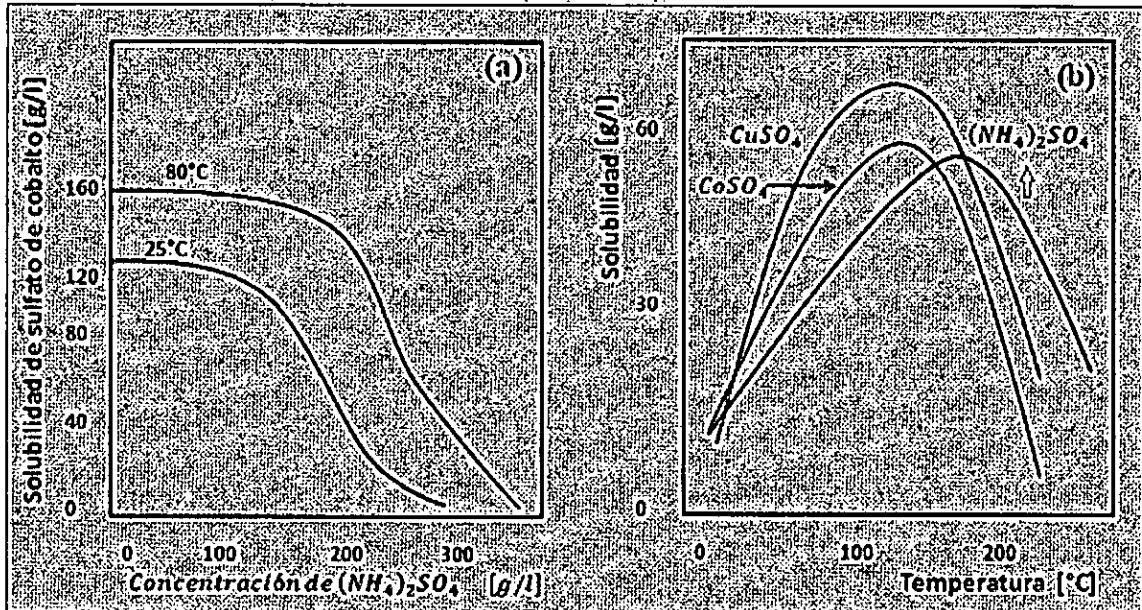 (a)
Solubilidad de sulfato de cobalto [g/l]
160
120
80
40
0
80°C
25°C
0 100 200 300
Concentración de (NH₄)₂SO₄ [g/l]
(b)
Solubilidad [g/l]
60
30
0
CuSO₄
CoSO₄
(NH₄)₂SO₄
0 100 200
Temperatura [°C]